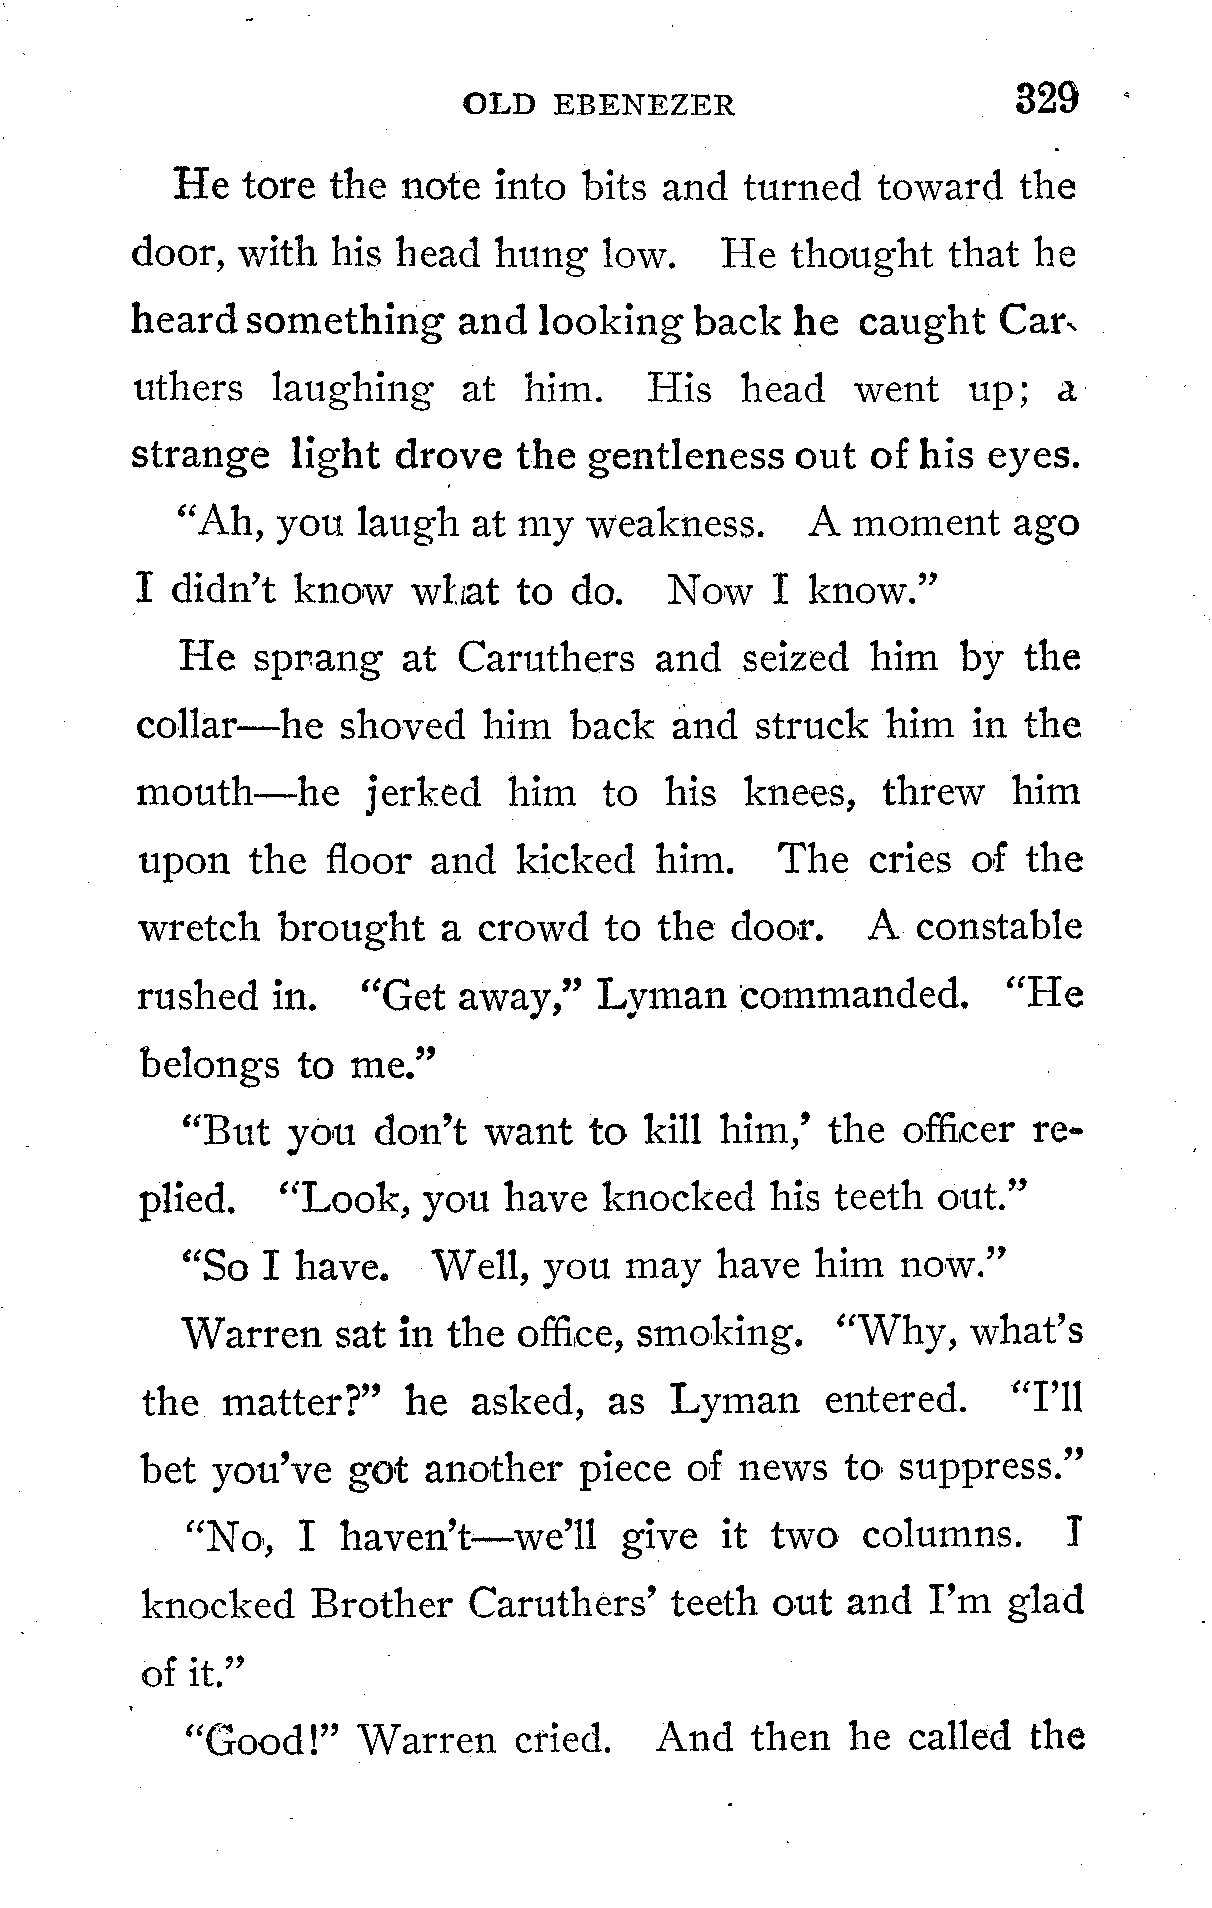 OLD EBENEZER 329
He tore the note into bits and turned toward the
door, with his head hung low. He thought that he
heard something and looking back he caught Car-
uthers laughing at him. His head went up; a
strange light drove the gentleness out of his eyes.
“Ah, you laugh at my weakness. A moment ago
I didn’t know what to do. Now I know.”
He sprang at Caruthers and seized him by the
collar—he shoved him back and struck him in the
mouth—he jerked him to his knees, threw him
upon the floor and kicked him. The cries of the
wretch brought a crowd to the door. A constable
rushed in. “Get away,” Lyman commanded. “He
belongs to me.”
“But you don’t want to kill him,’ the officer re-
plied. “Look, you have knocked his teeth out.”
“So I have. Well, you may have him now.”
Warren sat in the office, smoking. “Why, what’s
the matter?” he asked, as Lyman entered. “I’ll
bet you’ve got another piece of news to suppress.”
“No, I haven’t—we’ll give it two columns. I
knocked Brother Caruthers’ teeth out and I’m glad
of it.”
“Good!” Warren cried. And then he called the